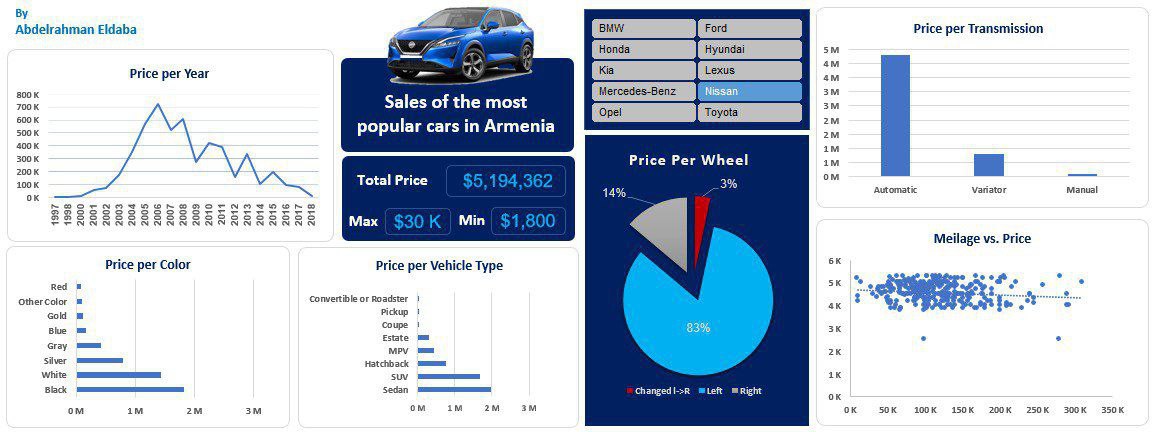 By
Abdelrahman Eldaba
Price per Year
800 K
700 K
600 K
500 K
400 K
300 K
200 K
100 K
0 K
1997
1998
2000
2001
2002
2003
2004
2005
2006
2007
2008
2009
2010
2011
2012
2013
2014
2015
2016
2017
2018
Sales of the most
popular cars in Armenia
Total Price $5,194,362
Max $30 K Min $1,800
BMW Ford
Honda Hyundai
Kia Lexus
Mercedes-Benz Nissan
Opel Toyota
Price Per Wheel
14%
3%
83%
Changed l->R Left Right
Price per Transmission
5 M
5 M
4 M
4 M
3 M
3 M
2 M
2 M
1 M
1 M
0 M
Automatic Variator Manual
Price per Color
Red
Other Color
Gold
Blue
Gray
Silver
White
Black
0 M 1 M 2 M 3 M
Price per Vehicle Type
Convertible or Roadster
Pickup
Coupe
Estate
MPV
Hatchback
SUV
Sedan
0 M 1 M 2 M 3 M
Meilage vs. Price
6 K
5 K
4 K
3 K
2 K
1 K
0 K
0 K 50 K 100 K 150 K 200 K 250 K 300 K 350 K